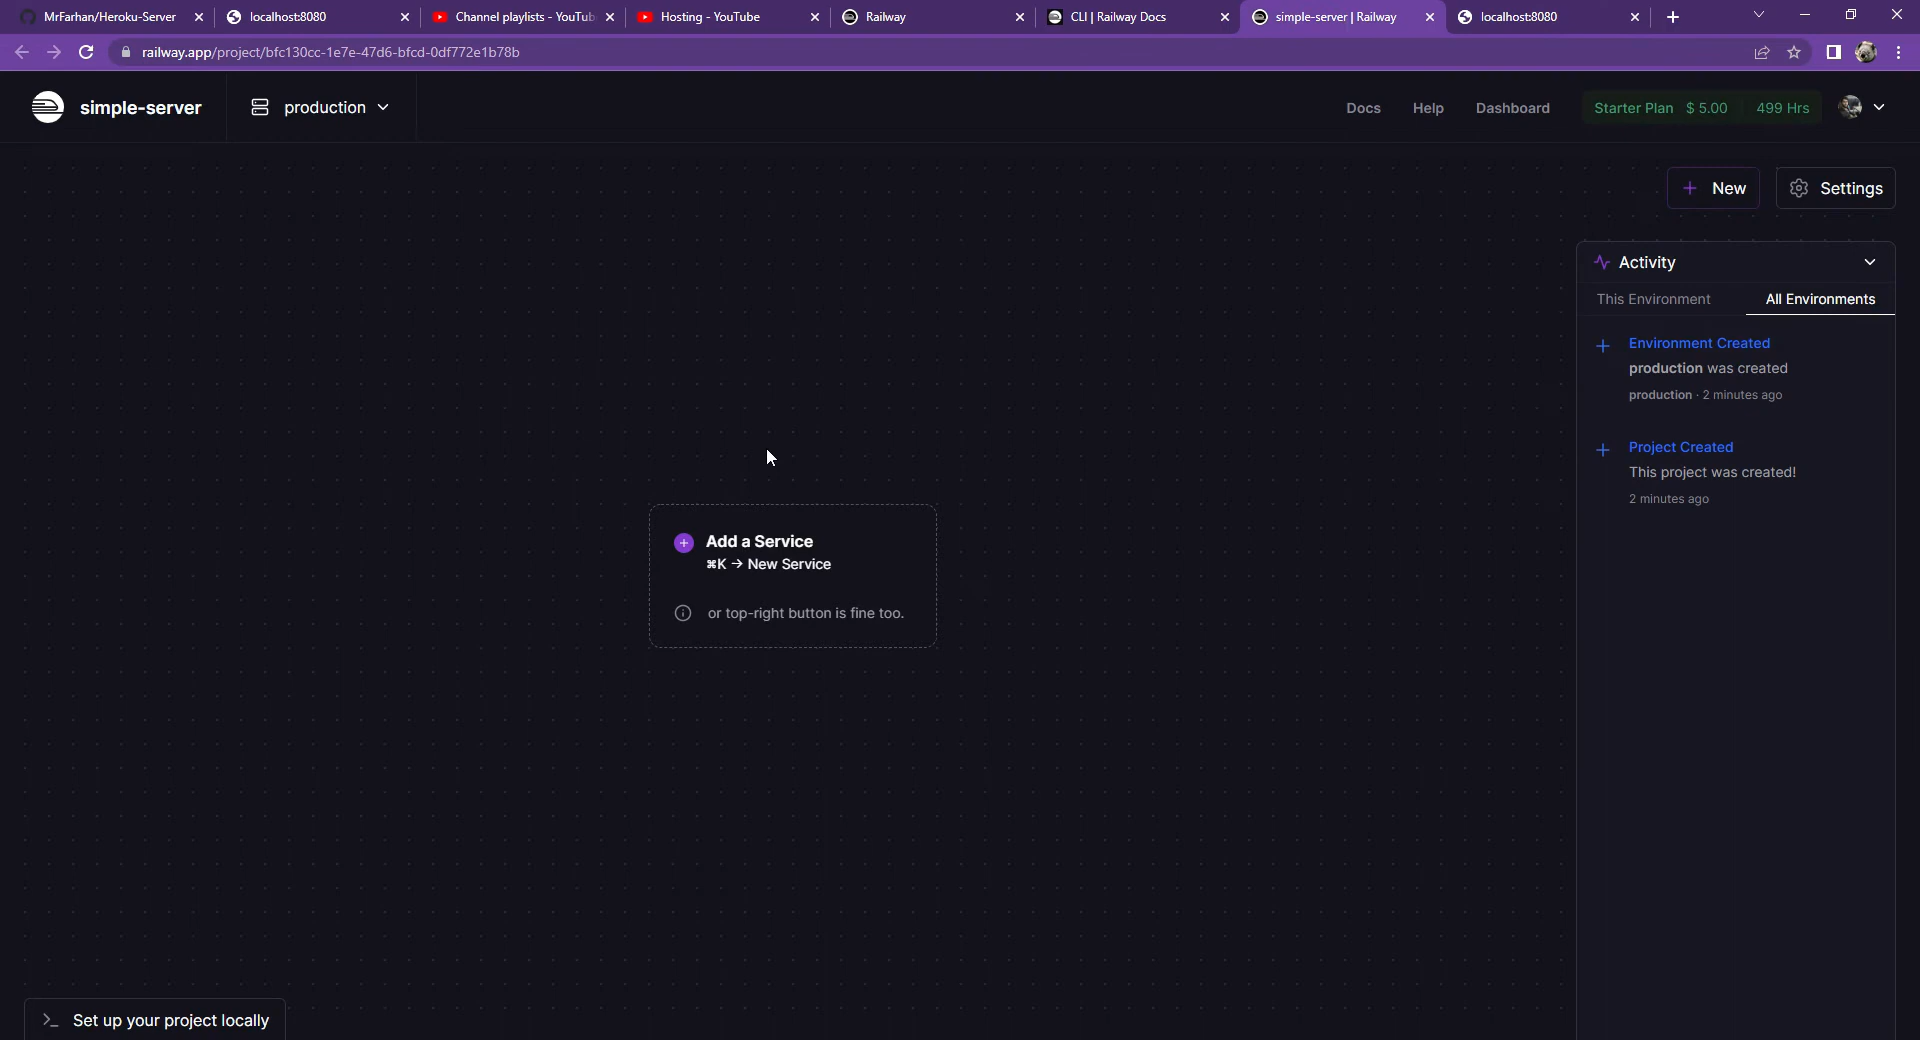 MrFarhan/Heroku-Server
localhost:8080
Channel playlists - YouTub
Hosting - YouTube
Railway
CLI | Railway Docs
simple-server | Railway
localhost:8080
railway.app/project/bfc130cc-1e7e-47d6-bfcd-0df772e1b78b
simple-server
production
Docs
Help
Dashboard
Starter Plan $ 5.00 499 Hrs
+ New
Settings
Activity
This Environment
All Environments
Environment Created
production was created
production · 2 minutes ago
Project Created
This project was created!
2 minutes ago
Add a Service
⌘K → New Service
or top-right button is fine too.
>_ Set up your project locally